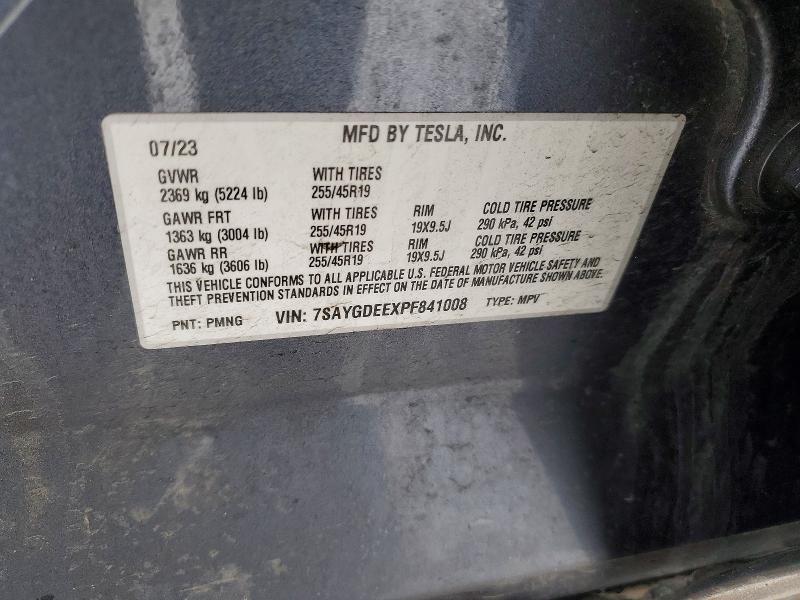 07/23 MFD BY TESLA, INC.
GVWR WITH TIRES
2369 kg (5224 lb) 255/45R19
GAWR FRT WITH TIRES RIM COLD TIRE PRESSURE
1363 kg (3004 lb) 255/45R19 19X9.5J 290 kPa, 42 psi
GAWR RR WITH TIRES RIM COLD TIRE PRESSURE
1636 kg (3606 lb) 255/45R19 19X9.5J 290 kPa, 42 psi
THIS VEHICLE CONFORMS TO ALL APPLICABLE U.S. FEDERAL MOTOR VEHICLE SAFETY AND
THEFT PREVENTION STANDARDS IN EFFECT ON THE DATE OF MANUFACTURE SHOWN ABOVE.
PNT: PMNG VIN: 7SAYGDEEXPF841008 TYPE: MPV